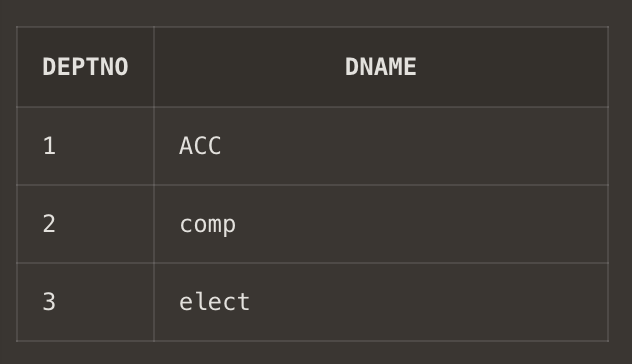 DEPTNO DNAME
1 ACC
2 comp
3 elect